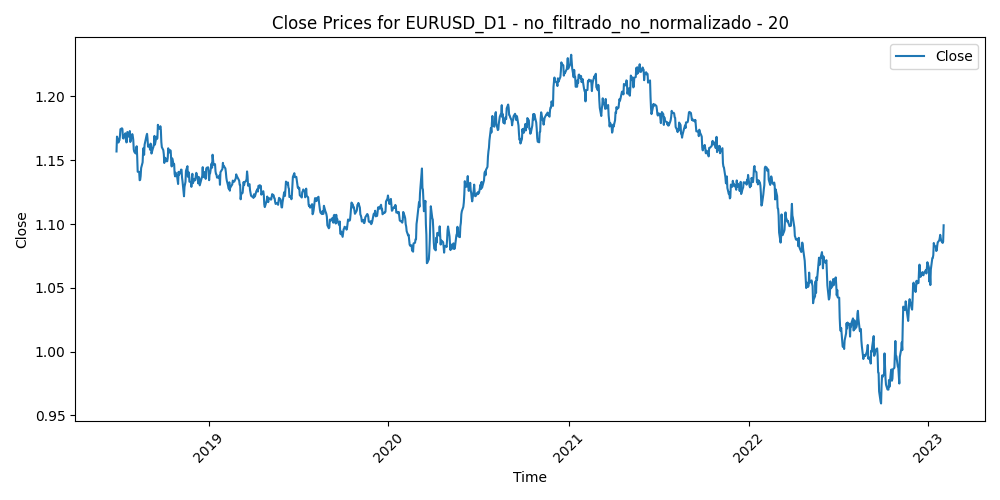 Close Prices for EURUSD_D1 - no_filtrado_no_normalizado - 20
Close
1.20
1.15
1.10
1.05
1.00
0.95
Close
2019
2020
2021
2022
2023
Time